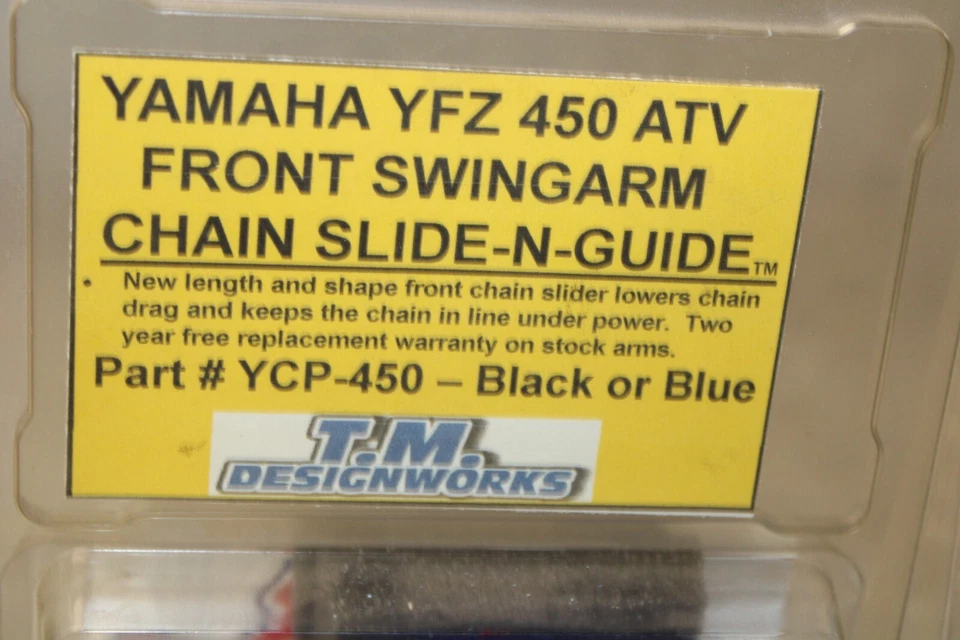 YAMAHA YFZ 450 ATV
FRONT SWINGARM
CHAIN SLIDE-N-GUIDE™
• New length and shape front chain slider lowers chain
drag and keeps the chain in line under power. Two
year free replacement warranty on stock arms.
Part # YCP-450 – Black or Blue
T.M.
DESIGNWORKS